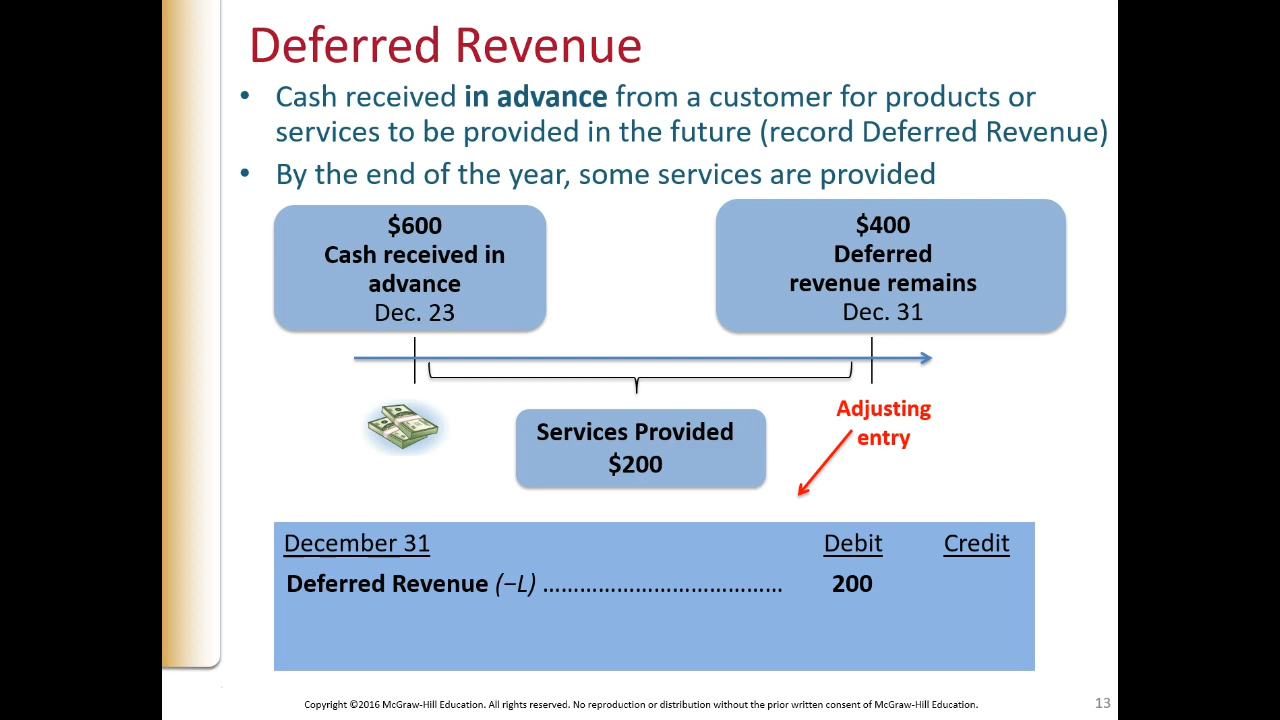 Deferred Revenue
• Cash received in advance from a customer for products or
services to be provided in the future (record Deferred Revenue)
• By the end of the year, some services are provided
$600
Cash received in
advance
Dec. 23
$400
Deferred
revenue remains
Dec. 31
Services Provided
$200
Adjusting
entry
December 31 Debit Credit
Deferred Revenue (−L) ………………………………… 200
Copyright ©2016 McGraw-Hill Education. All rights reserved. No reproduction or distribution without the prior written consent of McGraw-Hill Education.
13